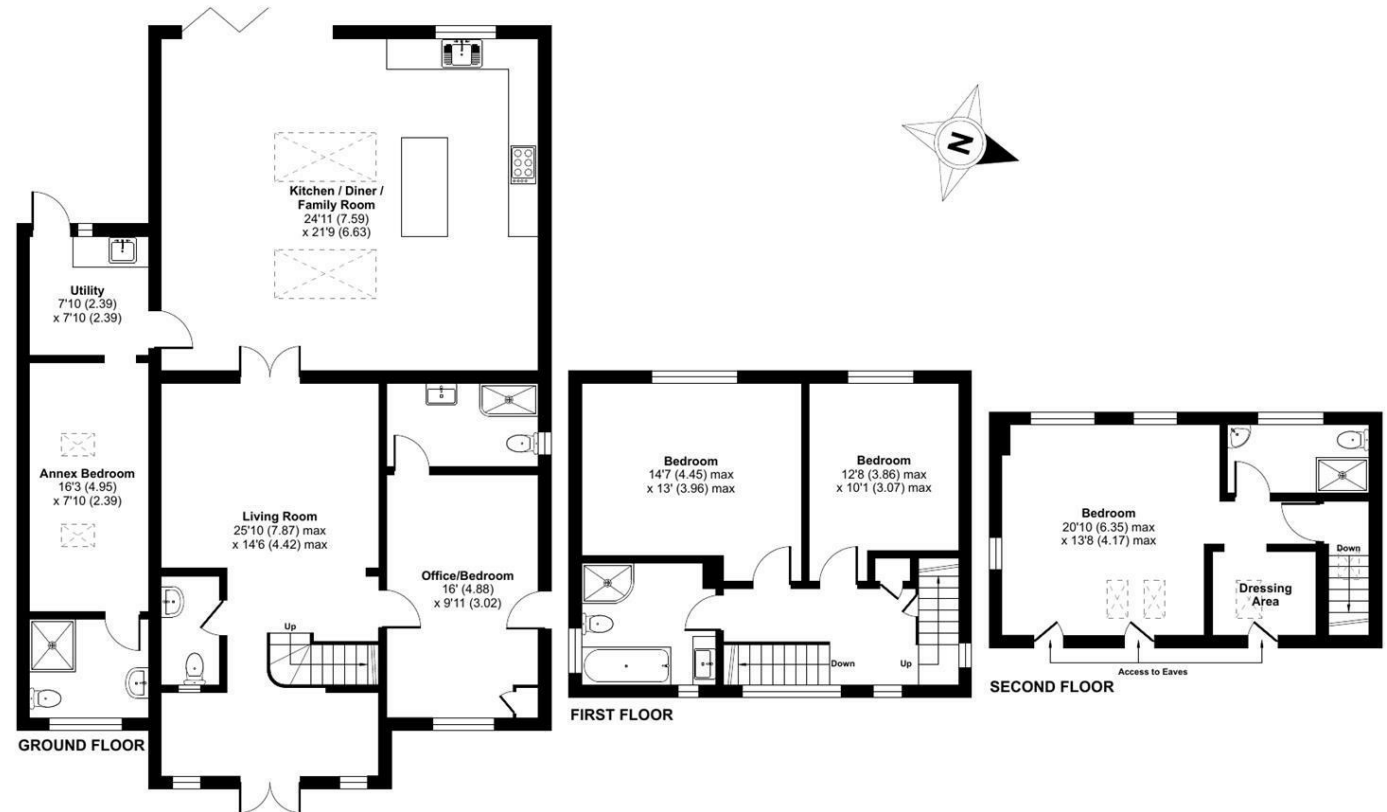 Kitchen / Diner /
Family Room
24'11 (7.59)
x 21'9 (6.63)
N
Utility
7'10 (2.39)
x 7'10 (2.39)
Annex Bedroom
16'3 (4.95)
x 7'10 (2.39)
Living Room
25'10 (7.87) max
x 14'6 (4.42) max
Office/Bedroom
16' (4.88)
x 9'11 (3.02)
Up
GROUND FLOOR
Bedroom
14'7 (4.45) max
x 13' (3.96) max
Bedroom
12'8 (3.86) max
x 10'1 (3.07) max
Down
Up
FIRST FLOOR
Bedroom
20'10 (6.35) max
x 13'8 (4.17) max
Down
Dressing
Area
Access to Eaves
SECOND FLOOR